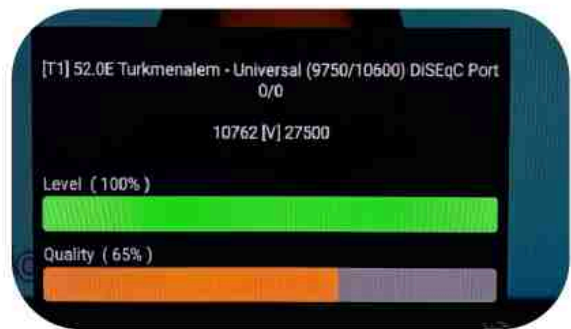 [T1] 52.0E Turkmenalem - Universal (9750/10600) DiSEqC Port
0/0
10762 [V] 27500
Level ( 100% )
Quality ( 65% )